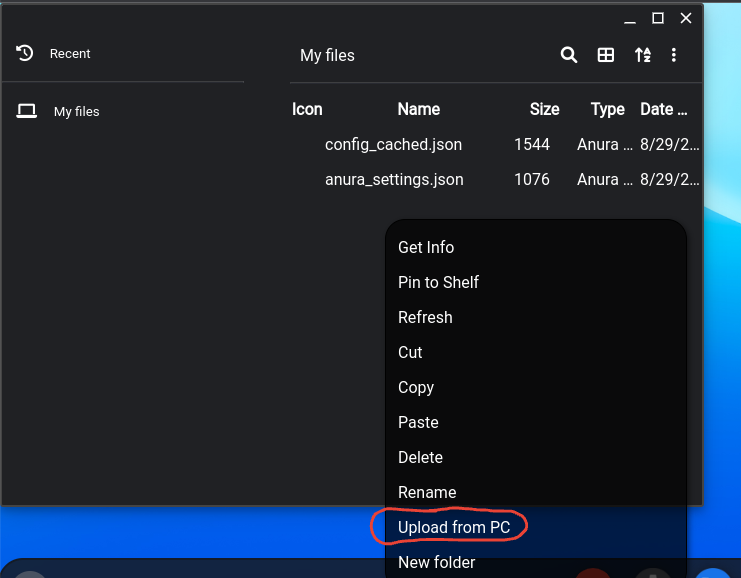 Recent
My files
My files
Icon Name Size Type Date ...
config_cached.json 1544 Anura ... 8/29/2...
anura_settings.json 1076 Anura ... 8/29/2...
Get Info
Pin to Shelf
Refresh
Cut
Copy
Paste
Delete
Rename
Upload from PC
New folder